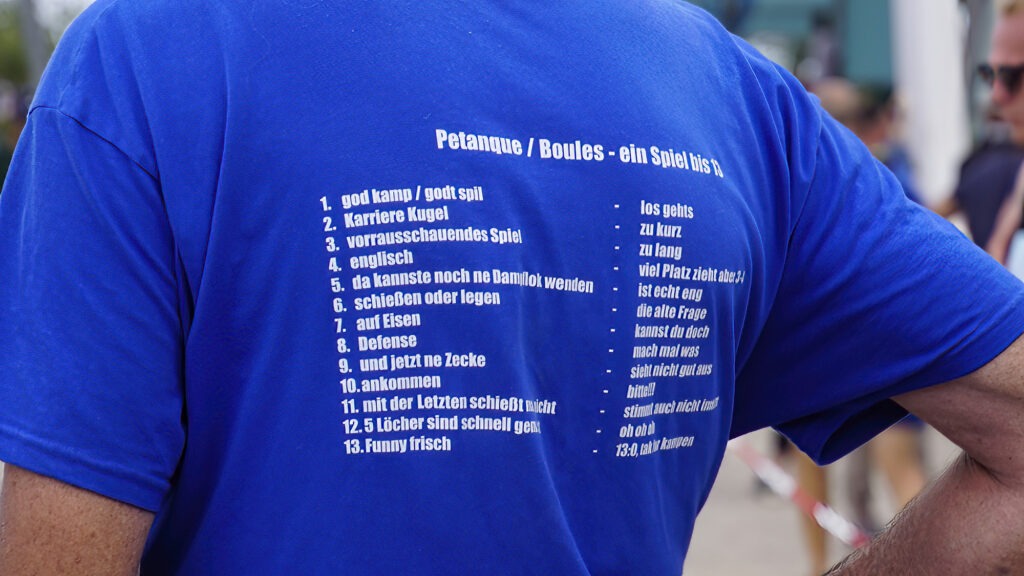 Petanque / Boules - ein Spiel bis 13
1. god kamp / godt spil - los gehts
2. Karriere Kugel - zu kurz
3. vorrausschauendes Spiel - zu lang
4. englisch - viel Platz zieht aber 3-4
5. da kannste noch ne Dampflok wenden - ist echt eng
6. schießen oder legen - die alte Frage
7. auf Eisen - kannst du doch
8. Defense - mach mal was
9. und jetzt ne Zecke - sieht nicht gut aus
10. ankommen - bitte!!!
11. mit der Letzten schießt nicht - stimmt auch nicht
12. 5 Löcher sind schnell - oh oh oh
13. Funny frisch - 13:0, tak for kampen